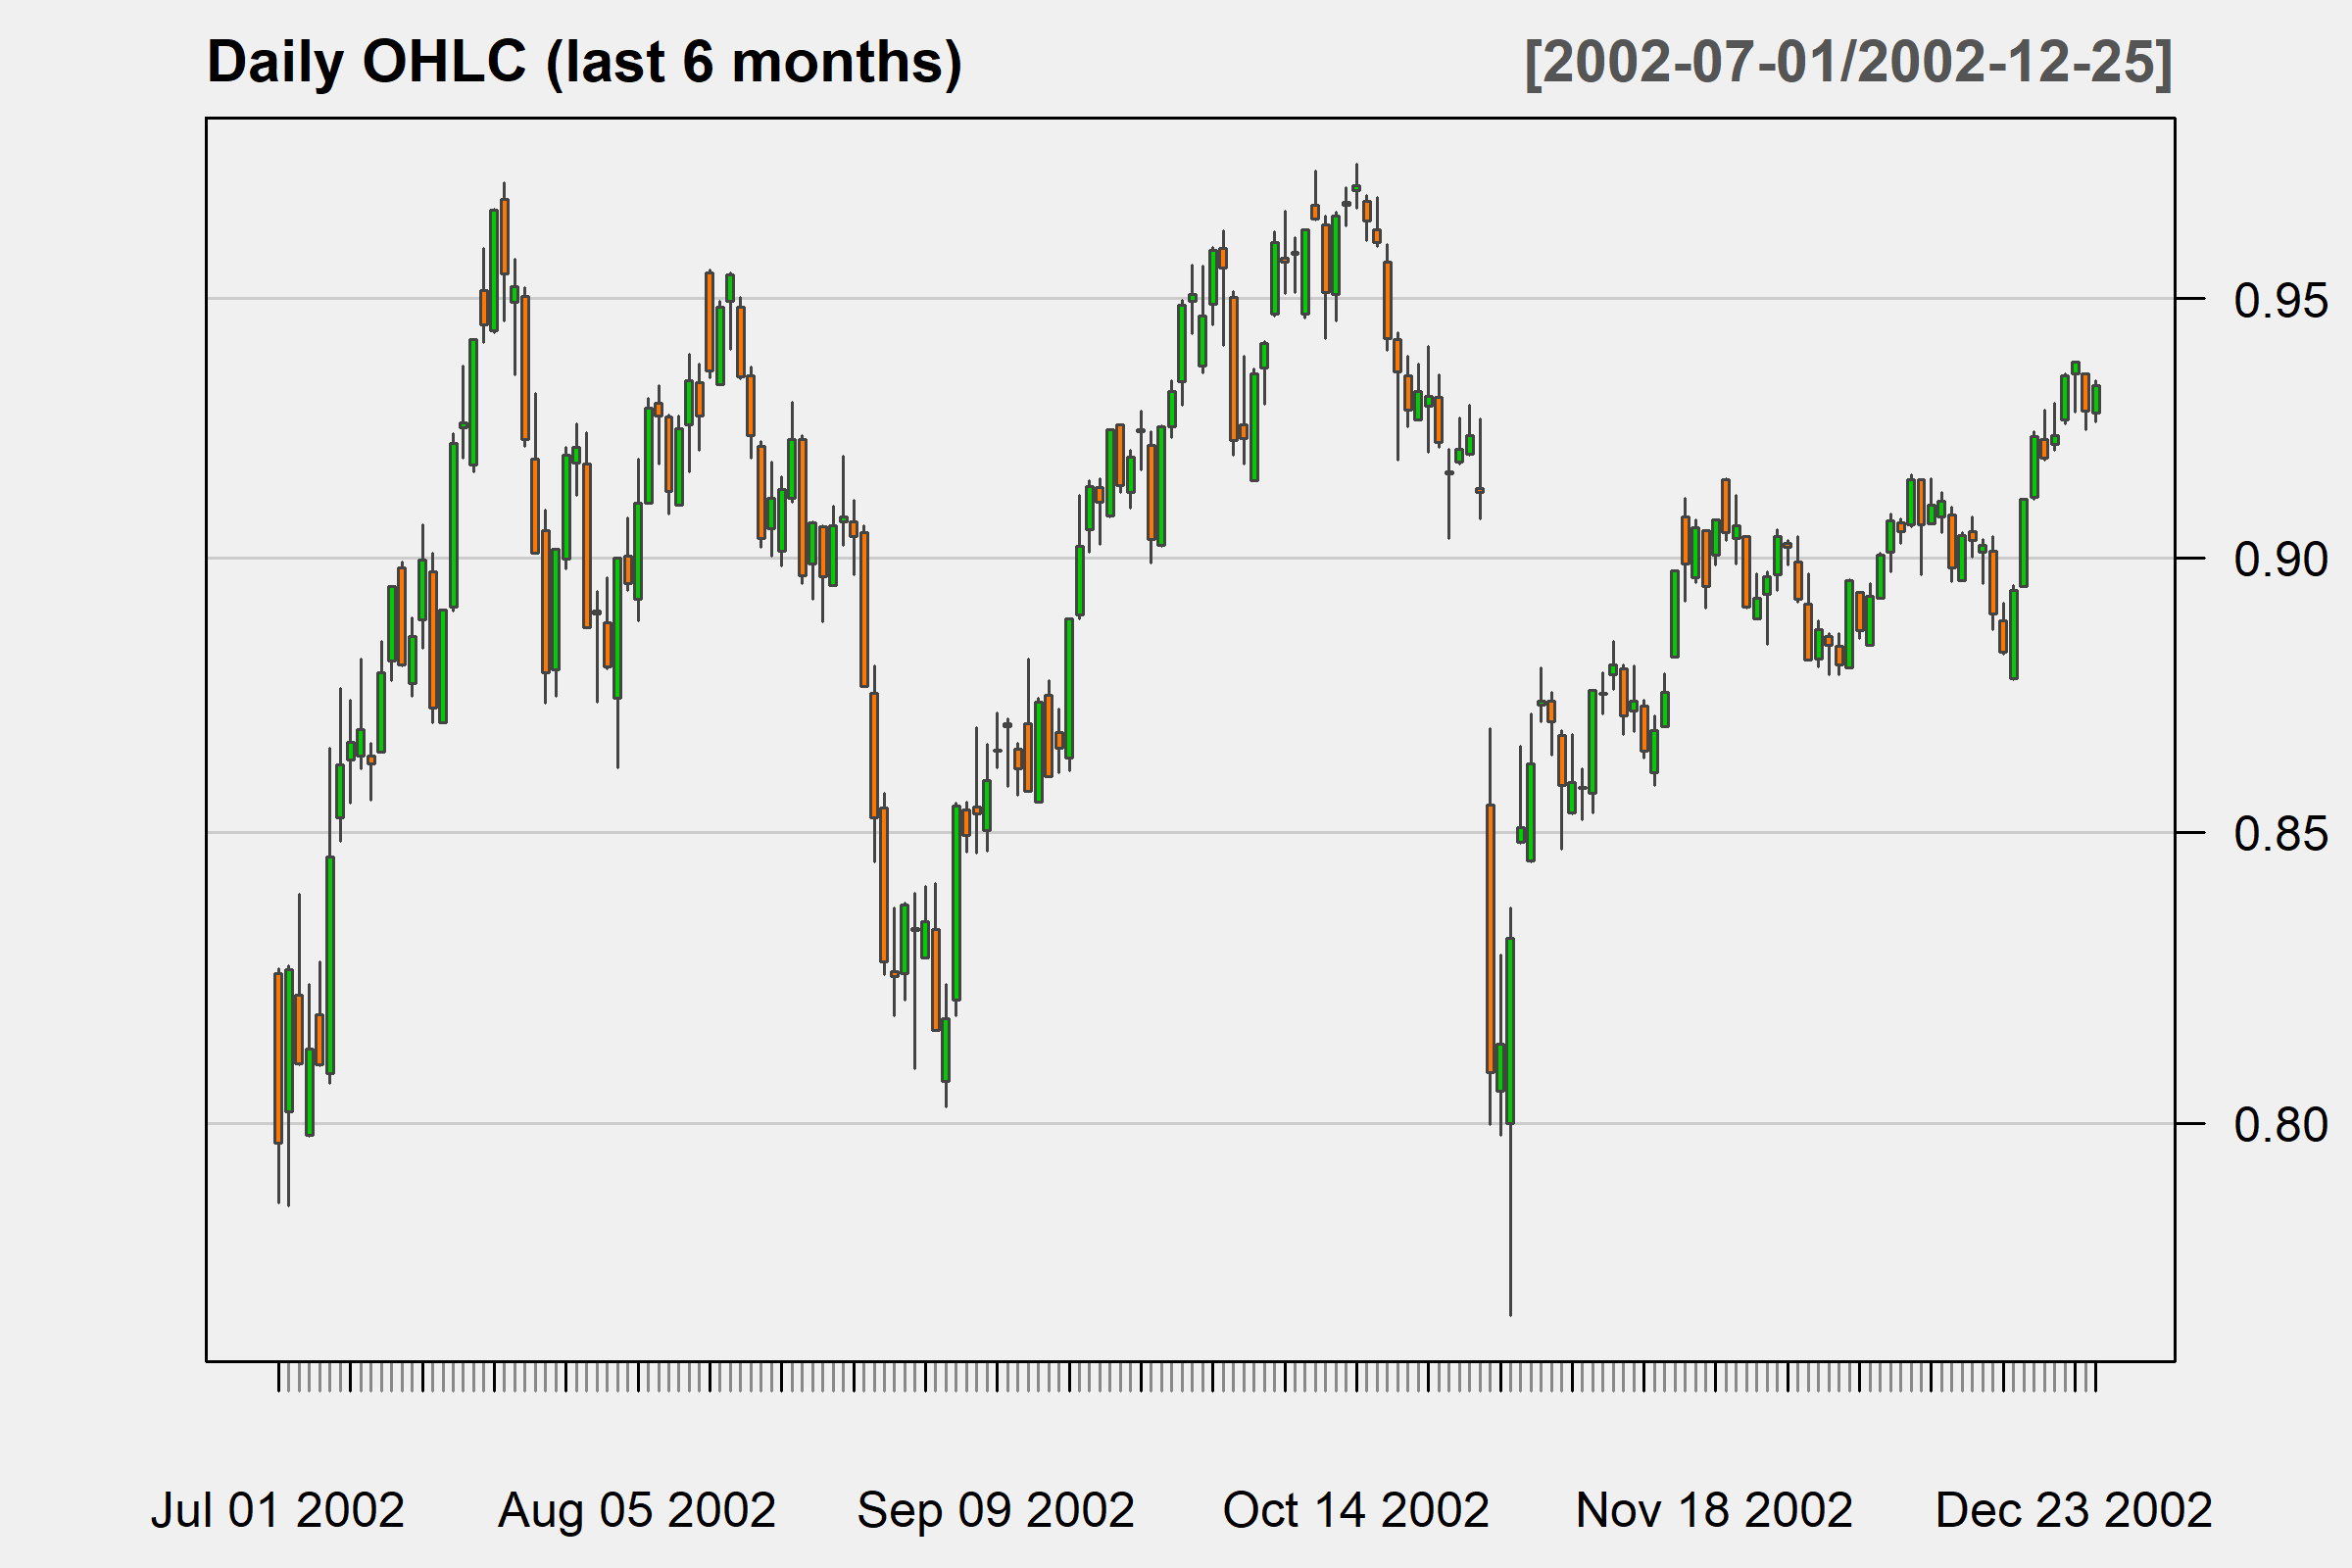 Daily OHLC (last 6 months) [2002-07-01/2002-12-25]
0.95
0.90
0.85
0.80
Jul 01 2002 Aug 05 2002 Sep 09 2002 Oct 14 2002 Nov 18 2002 Dec 23 2002